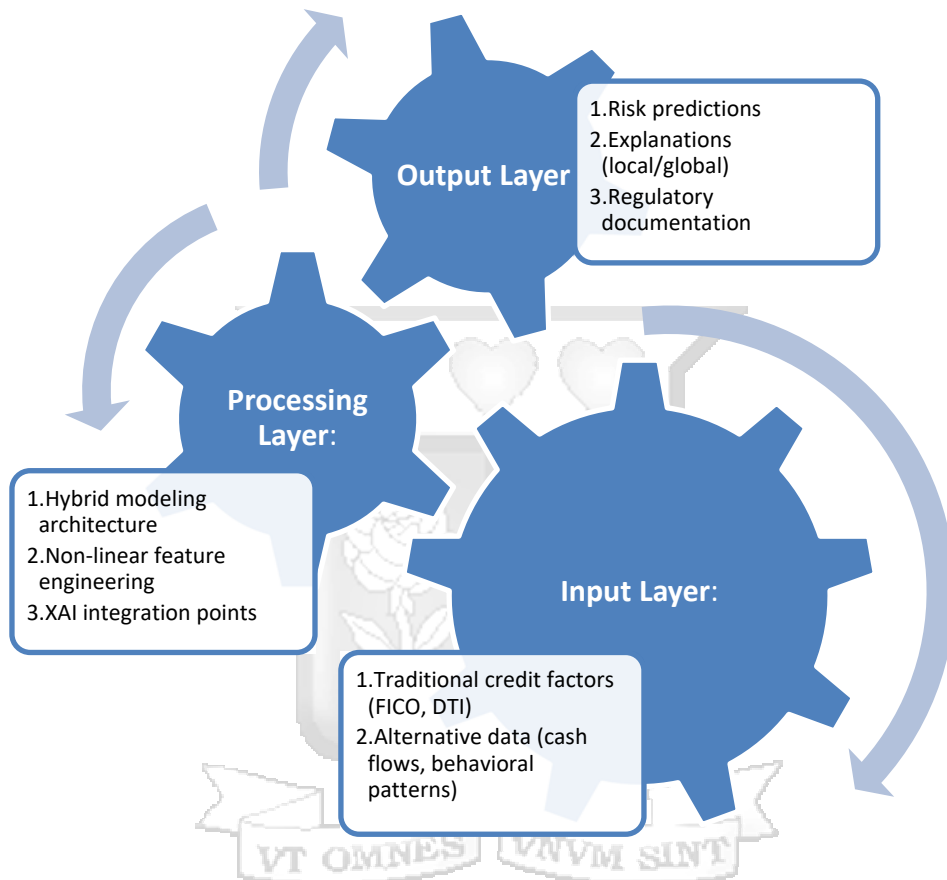 Output Layer
1.Risk predictions
2.Explanations
(local/global)
3.Regulatory
documentation
Processing
Layer:
1.Hybrid modeling
architecture
2.Non-linear feature
engineering
3.XAI integration points
Input Layer:
1.Traditional credit factors
(FICO, DTI)
2.Alternative data (cash
flows, behavioral
patterns)
VT OMNES VNVM SINT